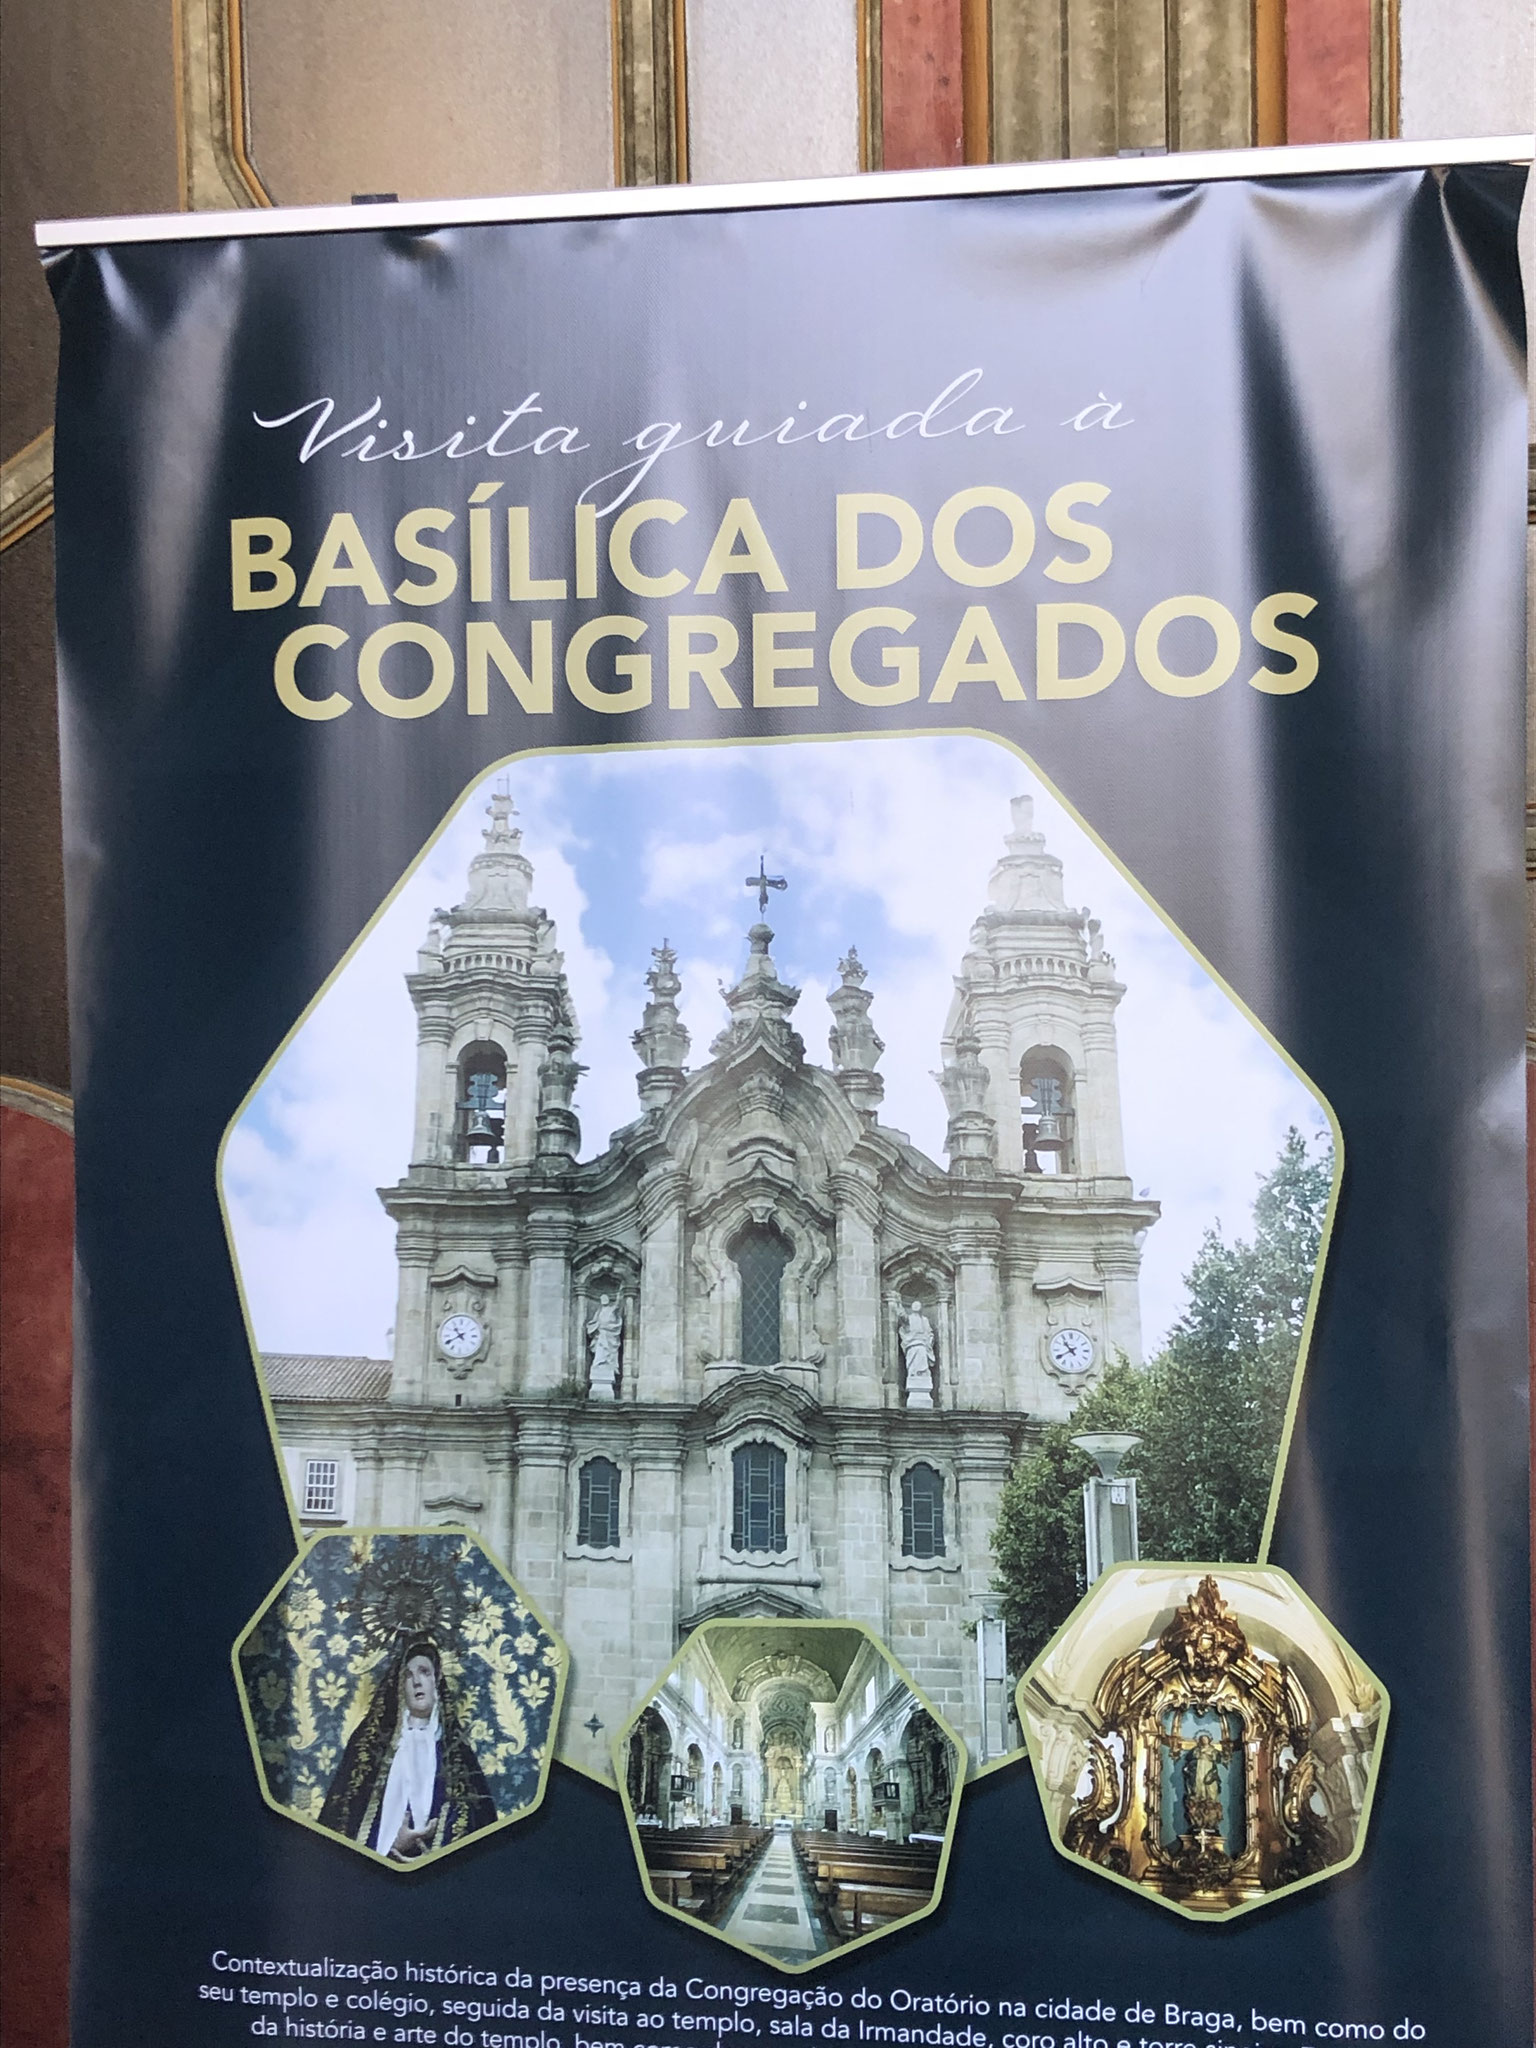 Visita guiada à
BASÍLICA DOS
CONGREGADOS
Contextualização histórica da presença da Congregação do Oratório na cidade de Braga, bem como do
seu templo e colégio, seguida da visita ao templo, sala da Irmandade, coro alto e torre
da história e arte do templo, bem